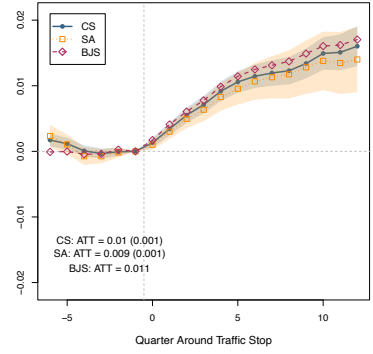 CS
SA
BJS
0.02
0.01
0.00
−0.01
−0.02
CS: ATT = 0.01 (0.001)
SA: ATT = 0.009 (0.001)
BJS: ATT = 0.011
−5 0 5 10
Quarter Around Traffic Stop